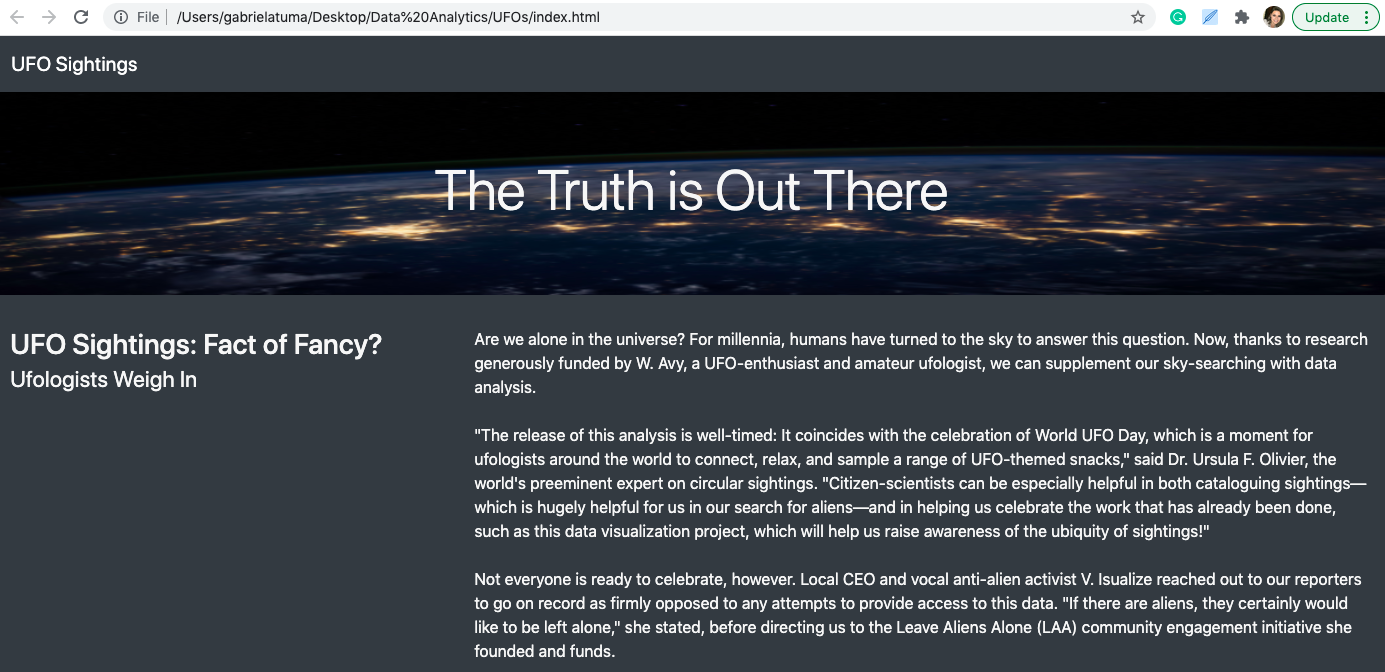 File /Users/gabrielatuma/Desktop/Data%20Analytics/UFOs/index.html
Update
UFO Sightings
The Truth is Out There
UFO Sightings: Fact of Fancy?
Ufologists Weigh In
Are we alone in the universe? For millennia, humans have turned to the sky to answer this question. Now, thanks to research
generously funded by W. Avy, a UFO-enthusiast and amateur ufologist, we can supplement our sky-searching with data
analysis.
"The release of this analysis is well-timed: It coincides with the celebration of World UFO Day, which is a moment for
ufologists around the world to connect, relax, and sample a range of UFO-themed snacks," said Dr. Ursula F. Olivier, the
world's preeminent expert on circular sightings. "Citizen-scientists can be especially helpful in both cataloguing sightings—
which is hugely helpful for us in our search for aliens—and in helping us celebrate the work that has already been done,
such as this data visualization project, which will help us raise awareness of the ubiquity of sightings!"
Not everyone is ready to celebrate, however. Local CEO and vocal anti-alien activist V. Isualize reached out to our reporters
to go on record as firmly opposed to any attempts to provide access to this data. "If there are aliens, they certainly would
like to be left alone," she stated, before directing us to the Leave Aliens Alone (LAA) community engagement initiative she
founded and funds.